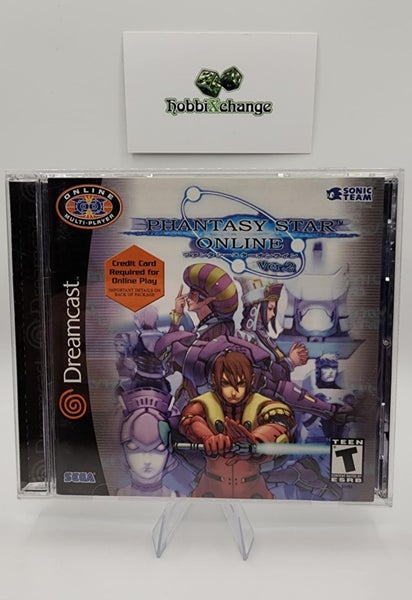 hobbiXchange
ONLINE
MULTI-PLAYER
SONIC
TEAM
PHANTASY STAR™
ONLINE
Ver.2
Credit Card
Required for
Online Play
IMPORTANT DETAILS ON
BACK OF PACKAGE
Dreamcast
SEGA
TEEN
T
ESRB